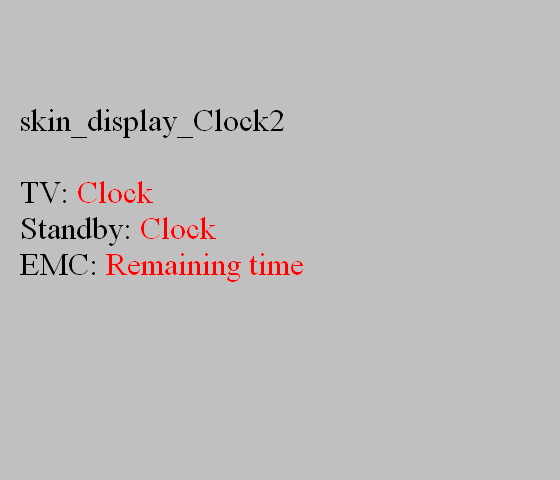 skin_display_Clock2
TV: Clock
Standby: Clock
EMC: Remaining time